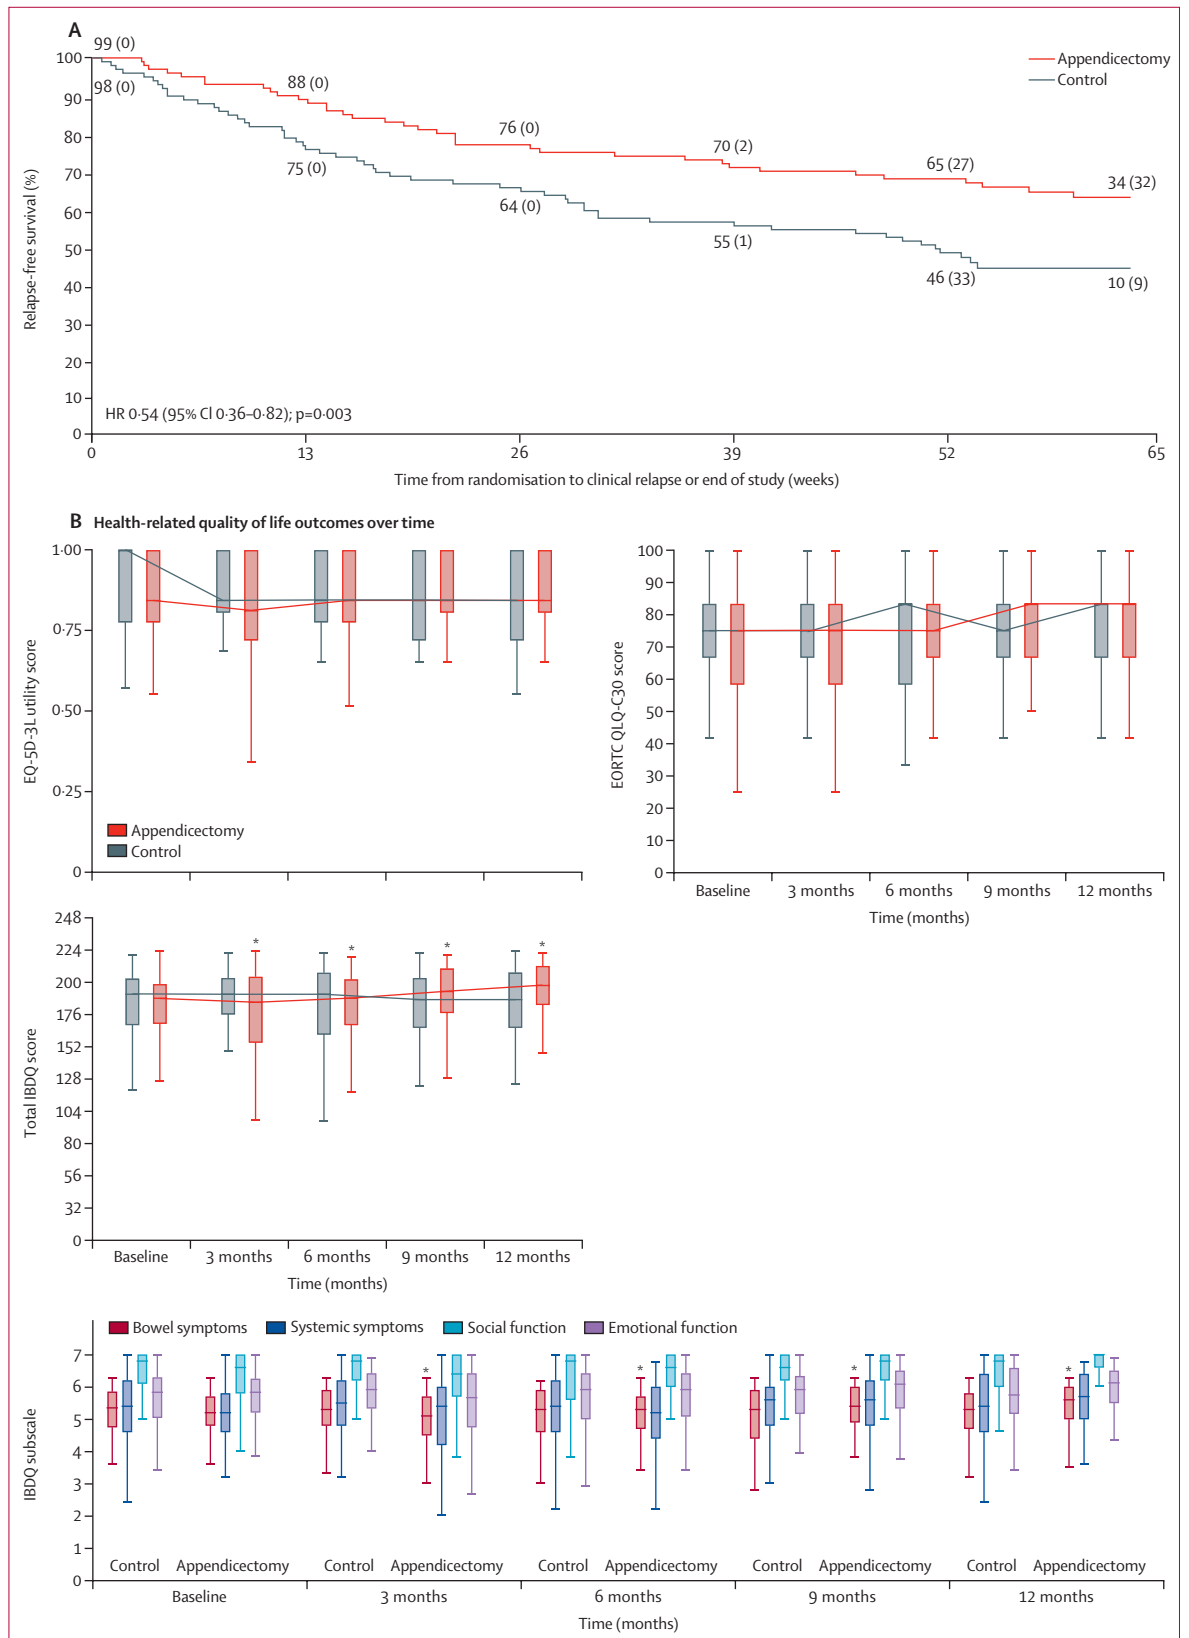 A
99 (0)
100
98 (0)
88 (0)
Appendicectomy
Control
90
80
75 (0)
76 (0)
70 (2)
65 (27)
34 (32)
70
60
64 (0)
55 (1)
46 (33)
10 (9)
50
40
30
20
10
0
Relapse-free survival (%)
HR 0·54 (95% CI 0·36–0·82); p=0·003
0 13 26 39 52 65
Time from randomisation to clinical relapse or end of study (weeks)
B Health-related quality of life outcomes over time
1·00
0·75
0·50
0·25
0
EQ-5D-3L utility score
Appendicectomy
Control
100
90
80
70
60
50
40
30
20
10
0
EORTC QLQ-C30 score
Baseline 3 months 6 months 9 months 12 months
Time (months)
248
224
200
176
152
128
104
80
56
32
0
Total IBDQ score
* * * *
Baseline 3 months 6 months 9 months 12 months
Time (months)
Bowel symptoms Systemic symptoms Social function Emotional function
7
6
5
4
3
2
1
0
IBDQ subscale
* * * *
Control Appendicectomy Control Appendicectomy Control Appendicectomy Control Appendicectomy Control Appendicectomy
Baseline 3 months 6 months 9 months 12 months
Time (months)